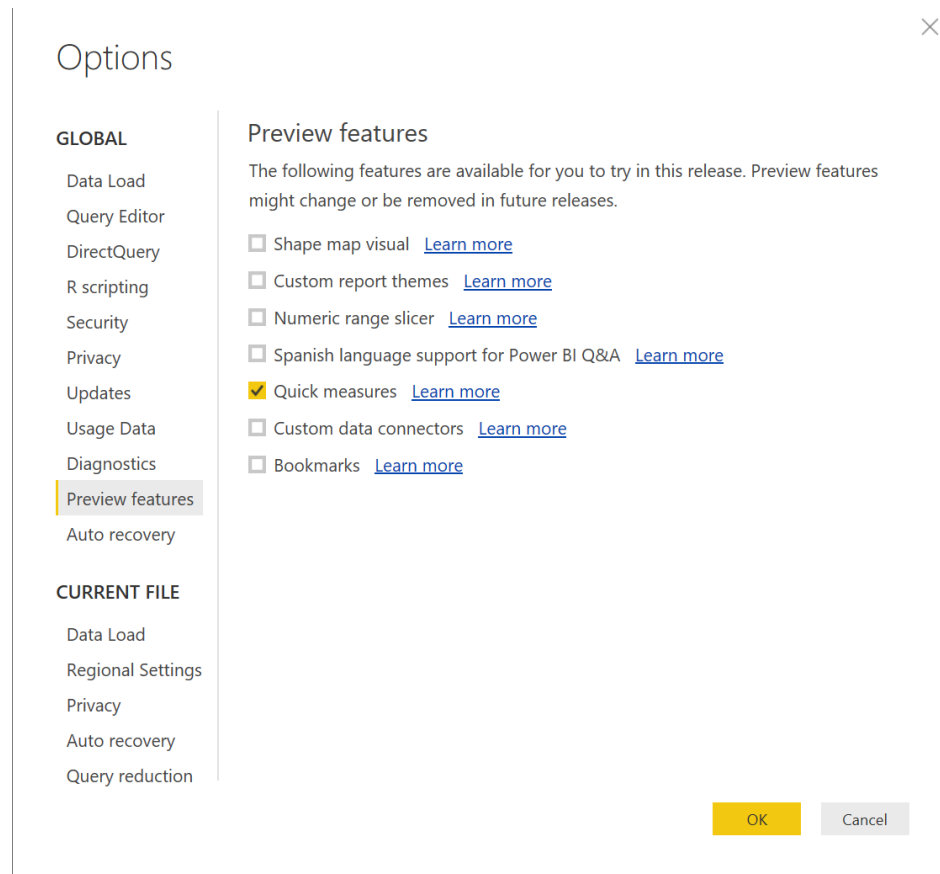 Options
GLOBAL
Data Load
Query Editor
DirectQuery
R scripting
Security
Privacy
Updates
Usage Data
Diagnostics
Preview features
Auto recovery
CURRENT FILE
Data Load
Regional Settings
Privacy
Auto recovery
Query reduction
Preview features
The following features are available for you to try in this release. Preview features
might change or be removed in future releases.
Shape map visual Learn more
Custom report themes Learn more
Numeric range slicer Learn more
Spanish language support for Power BI Q&A Learn more
Quick measures Learn more
Custom data connectors Learn more
Bookmarks Learn more
OK Cancel